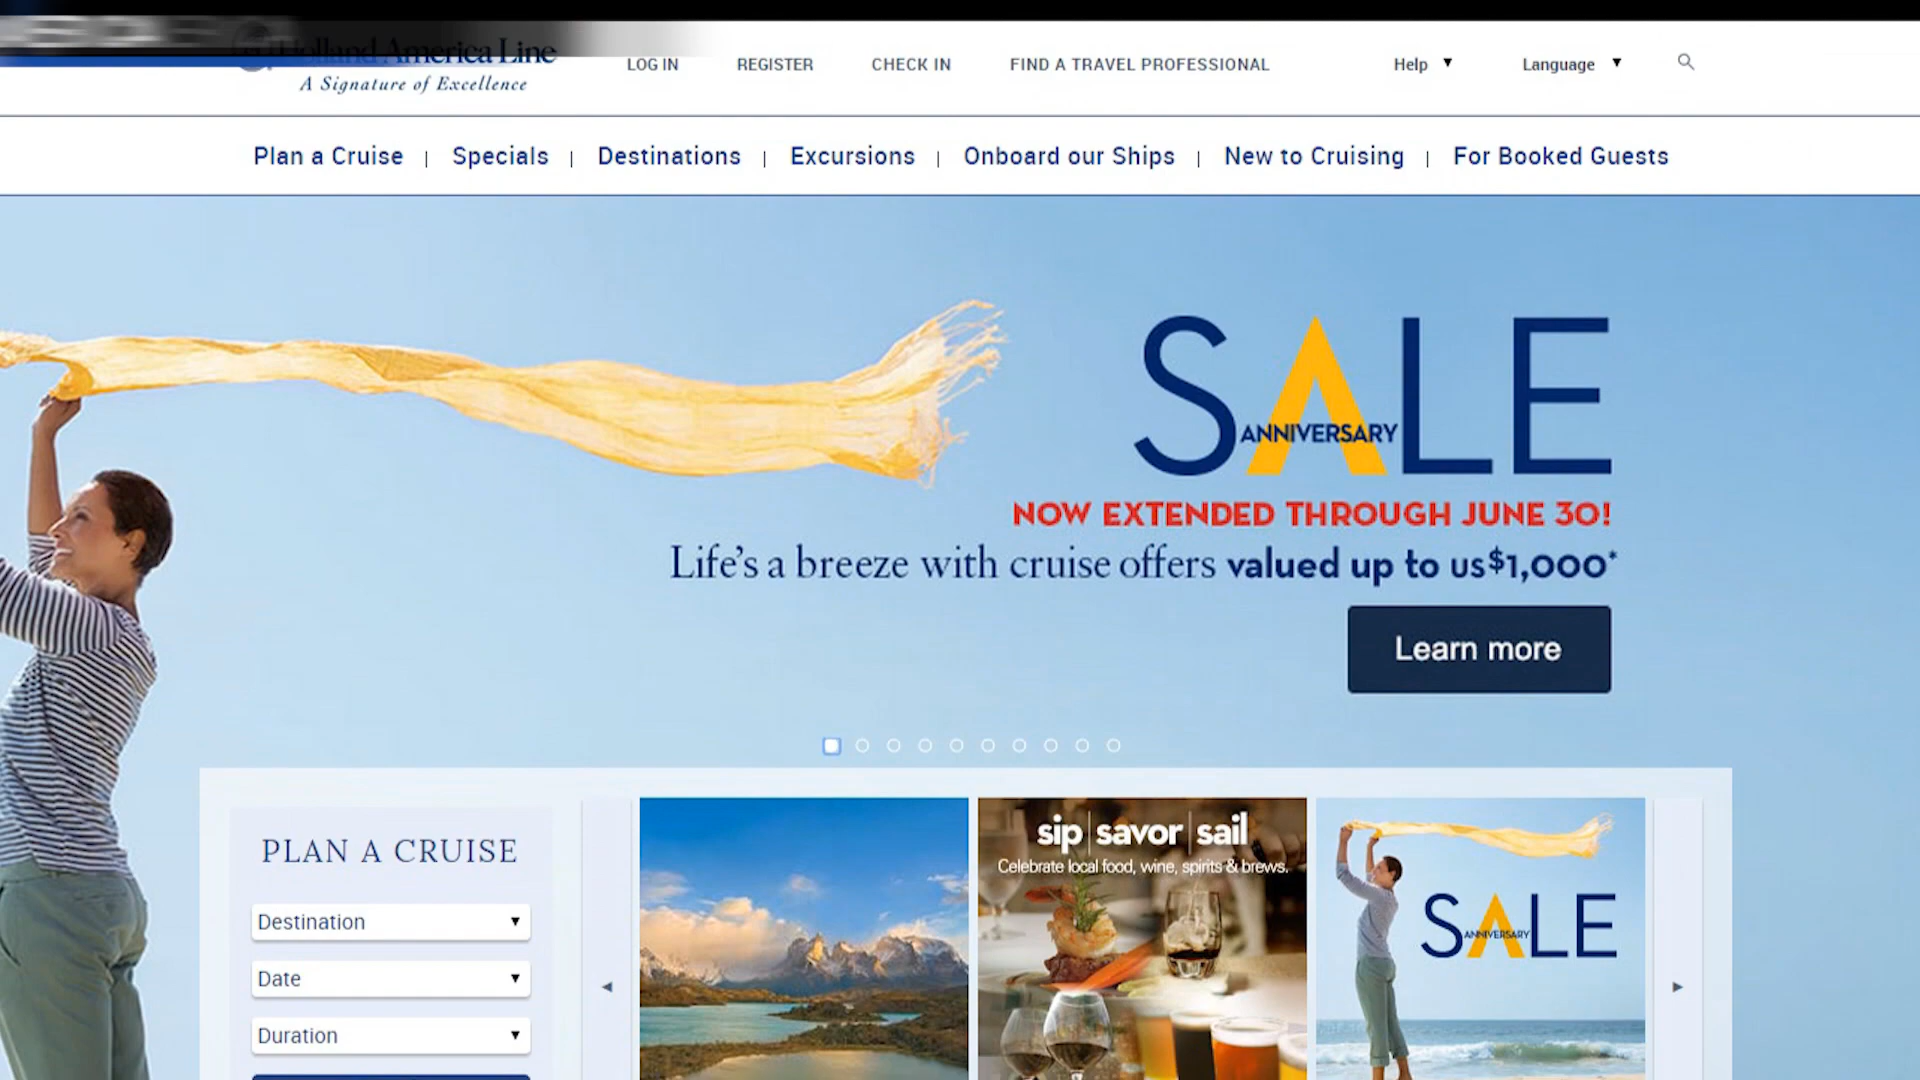 Holland America Line
A Signature of Excellence
LOG IN
REGISTER
CHECK IN
FIND A TRAVEL PROFESSIONAL
Help
Language
Plan a Cruise | Specials | Destinations | Excursions | Onboard our Ships | New to Cruising | For Booked Guests
SALE
ANNIVERSARY
NOW EXTENDED THROUGH JUNE 30!
Life's a breeze with cruise offers valued up to us$1,000*
Learn more
PLAN A CRUISE
Destination
Date
Duration
sip | savor | sail
Celebrate local food, wine, spirits & brews.
SALE
ANNIVERSARY